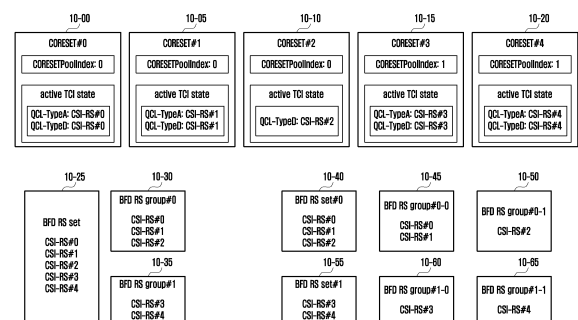 10-00
10-05
10-10
10-15
10-20
CORESET#0
CORESETPoolIndex: 0
active TCI state
QCL-TypeA: CSI-RS#0
QCL-TypeD: CSI-RS#0
CORESET#1
CORESETPoolIndex: 0
active TCI state
QCL-TypeA: CSI-RS#1
QCL-TypeD: CSI-RS#1
CORESET#2
CORESETPoolIndex: 0
active TCI state
QCL-TypeD: CSI-RS#2
CORESET#3
CORESETPoolIndex: 1
active TCI state
QCL-TypeA: CSI-RS#3
QCL-TypeD: CSI-RS#3
CORESET#4
CORESETPoolIndex: 1
active TCI state
QCL-TypeA: CSI-RS#4
QCL-TypeD: CSI-RS#4
10-25
BFD RS set
CSI-RS#0
CSI-RS#1
CSI-RS#2
CSI-RS#3
CSI-RS#4
10-30
BFD RS group#0
CSI-RS#0
CSI-RS#1
CSI-RS#2
10-35
BFD RS group#1
CSI-RS#3
CSI-RS#4
10-40
BFD RS set#0
CSI-RS#0
CSI-RS#1
CSI-RS#2
10-45
BFD RS group#0-0
CSI-RS#0
CSI-RS#1
10-50
BFD RS group#0-1
CSI-RS#2
10-55
BFD RS set#1
CSI-RS#3
CSI-RS#4
10-60
BFD RS group#1-0
CSI-RS#3
10-65
BFD RS group#1-1
CSI-RS#4